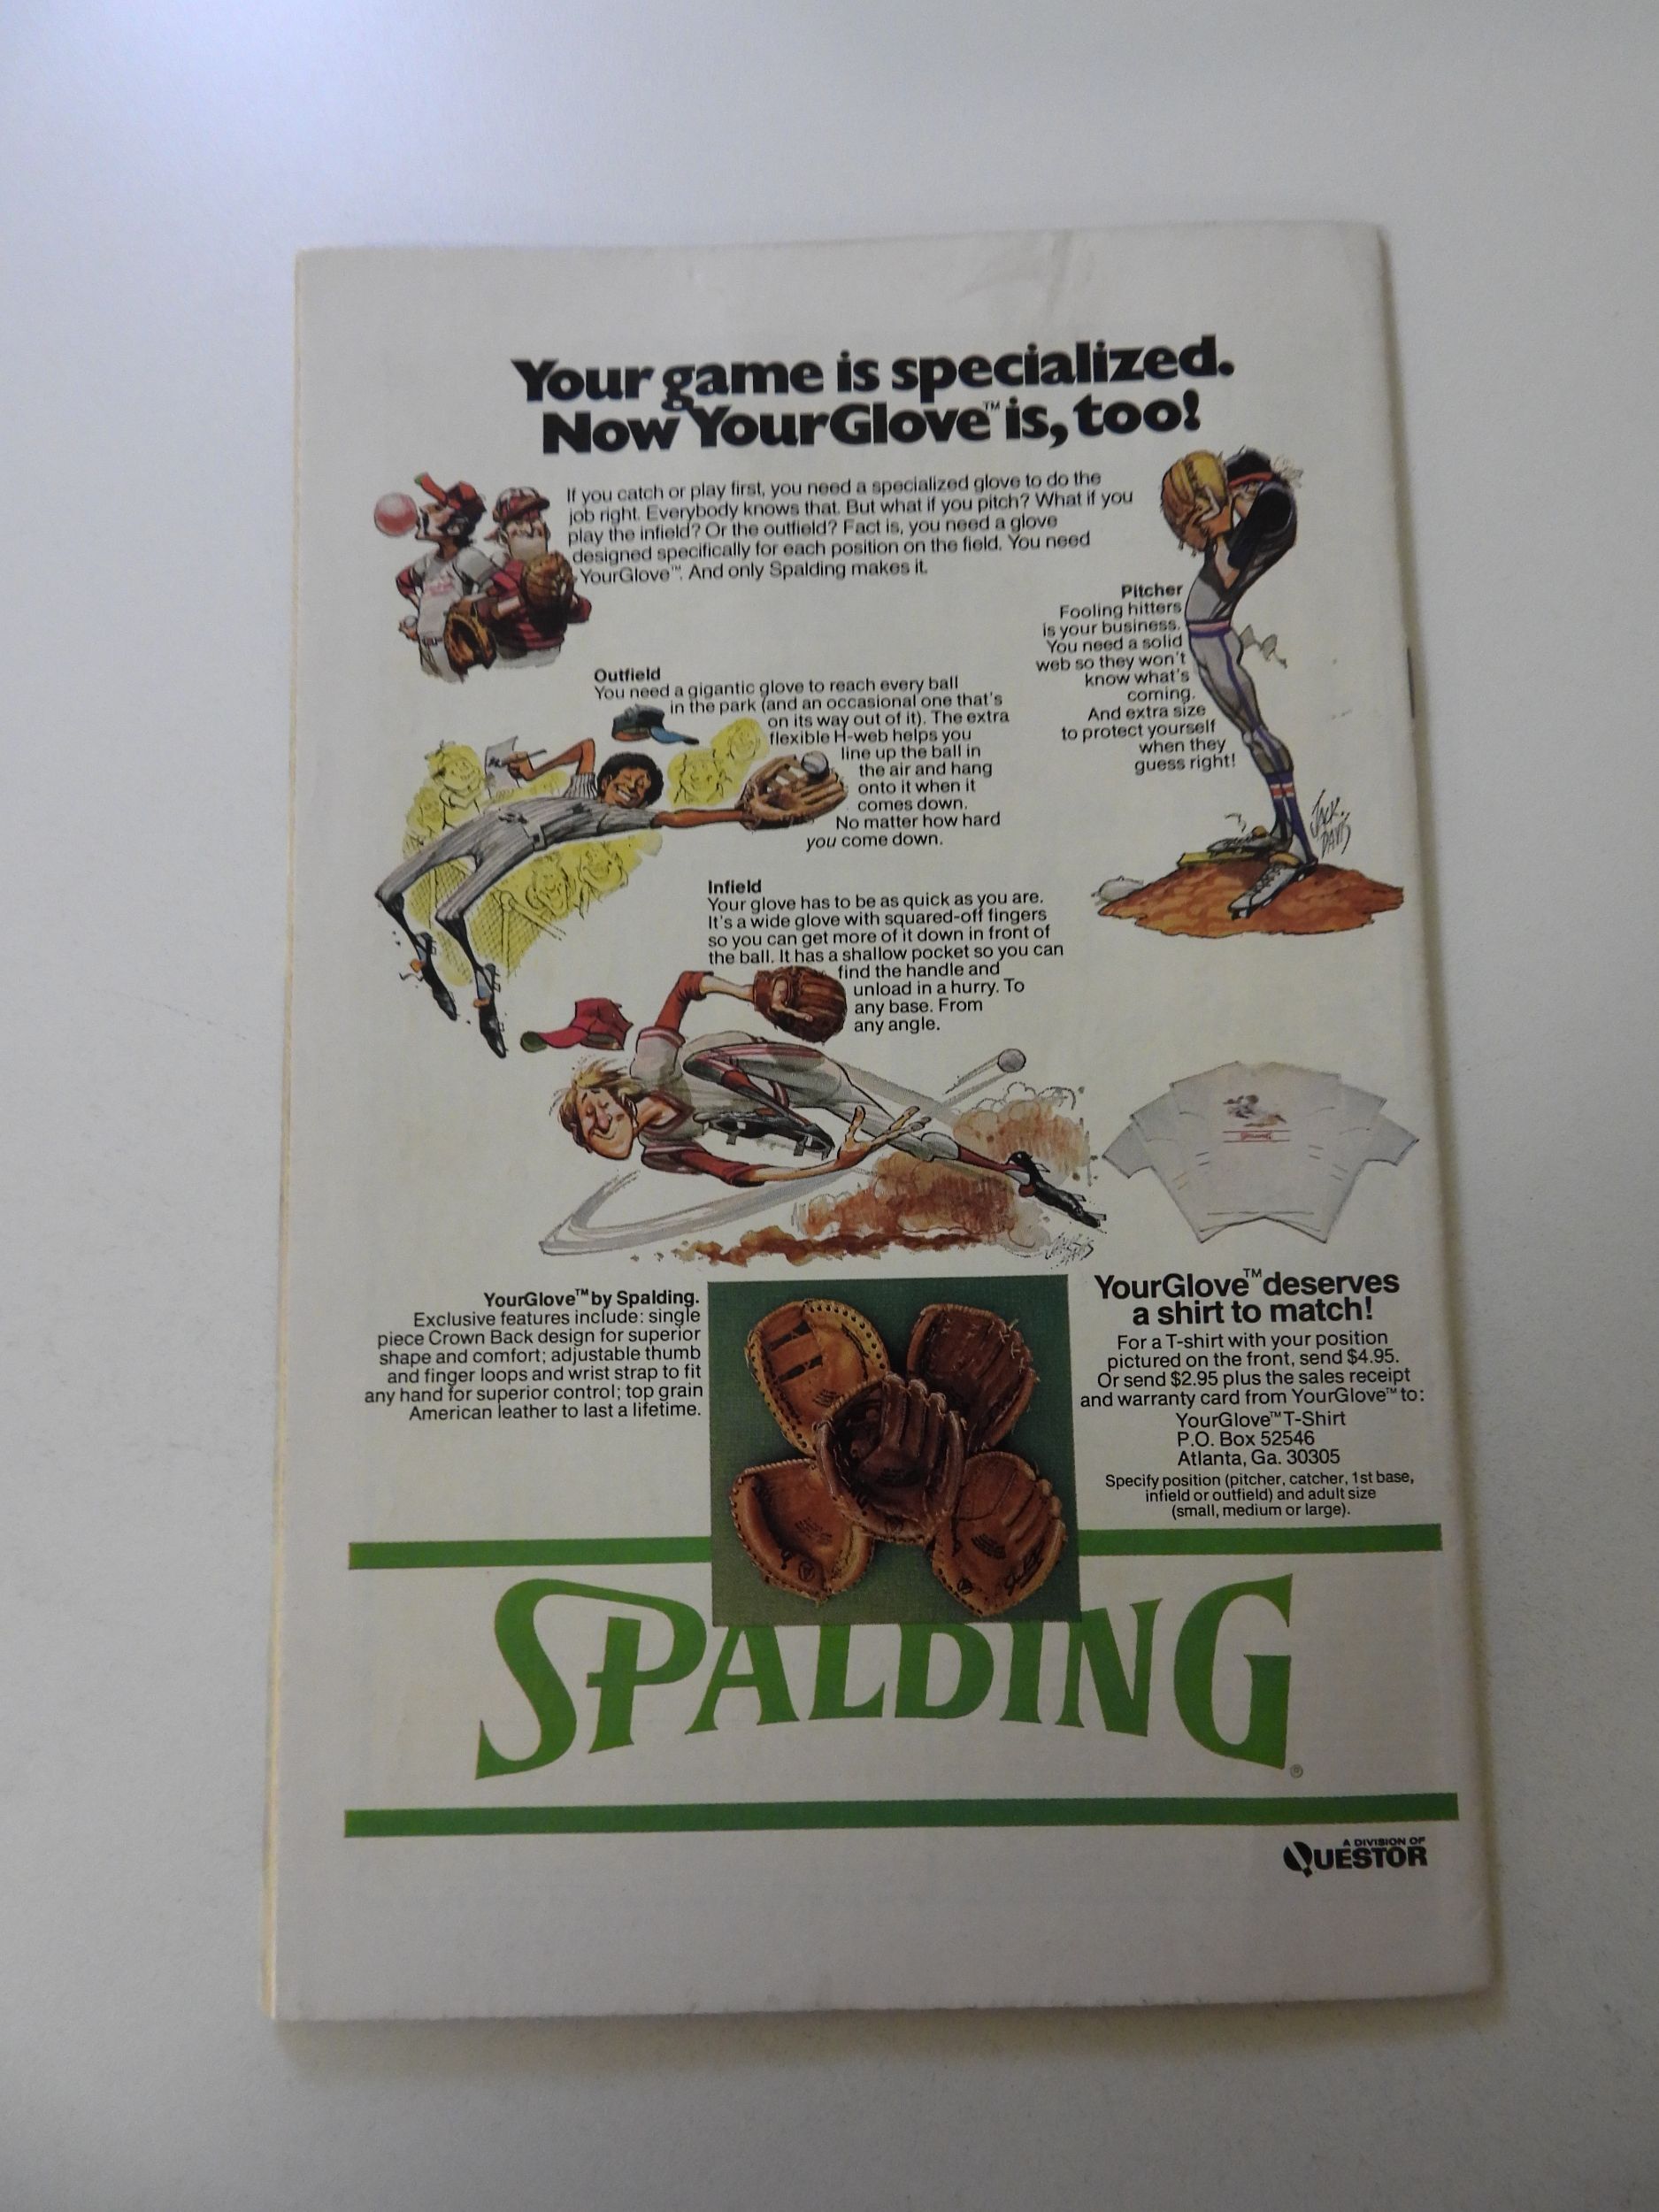 Your game is specialized.
Now YourGlove™ is, too!
If you catch or play first, you need a specialized glove to do the
job right. Everybody knows that. But what if you pitch? What if you
play the infield? Or the outfield? Fact is, you need a glove
designed specifically for each position on the field. You need
YourGlove™. And only Spalding makes it.
Pitcher
Fooling hitters
is your business.
You need a solid
web so they won't
know what's
coming.
And extra size
to protect yourself
when they
guess right!
JACK DAVIS
Outfield
You need a gigantic glove to reach every ball
in the park (and an occasional one that's
on its way out of it). The extra
flexible H-web helps you
line up the ball in
the air and hang
onto it when it
comes down.
No matter how hard
you come down.
Infield
Your glove has to be as quick as you are.
It's a wide glove with squared-off fingers
so you can get more of it down in front of
the ball. It has a shallow pocket so you can
find the handle and
unload in a hurry. To
any base. From
any angle.
YourGlove™ by Spalding.
Exclusive features include: single
piece Crown Back design for superior
shape and comfort; adjustable thumb
and finger loops and wrist strap to fit
any hand for superior control; top grain
American leather to last a lifetime.
YourGlove™ deserves
a shirt to match!
For a T-shirt with your position
pictured on the front, send $4.95.
Or send $2.95 plus the sales receipt
and warranty card from YourGlove™ to:
YourGlove™ T-Shirt
P.O. Box 52546
Atlanta, Ga. 30305
Specify position (pitcher, catcher, 1st base,
infield or outfield) and adult size
(small, medium or large).
SPALDING®
A DIVISION OF
QUESTOR